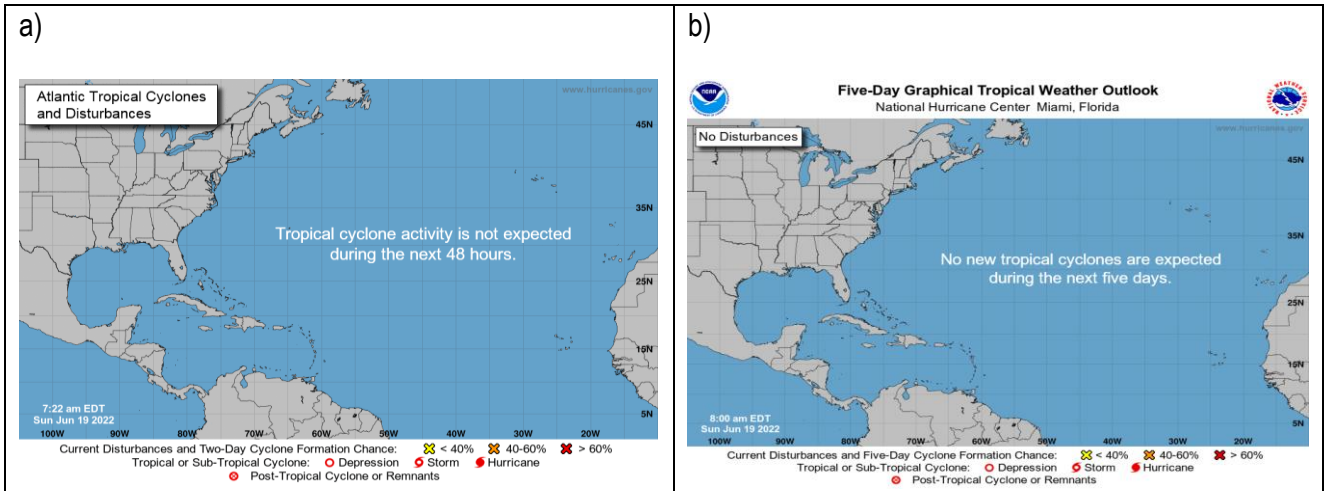 a)
www.hurricanes.gov
Atlantic Tropical Cyclones
and Disturbances
45N
35N
Tropical cyclone activity is not expected
during the next 48 hours.
25N
15N
7:22 am EDT
Sun Jun 19 2022
5N
100W 90W 80W 70W 60W 50W 40W 30W 20W
Current Disturbances and Two-Day Cyclone Formation Chance: < 40% 40-60% > 60%
Tropical or Sub-Tropical Cyclone: Depression Storm Hurricane
Post-Tropical Cyclone or Remnants
b)
NOAA
Five-Day Graphical Tropical Weather Outlook
National Hurricane Center Miami, Florida
www.hurricanes.gov
No Disturbances
45N
35N
No new tropical cyclones are expected
during the next five days.
25N
15N
8:00 am EDT
Sun Jun 19 2022
5N
100W 90W 80W 70W 60W 50W 40W 30W 20W
Current Disturbances and Five-Day Cyclone Formation Chance: < 40% 40-60% > 60%
Tropical or Sub-Tropical Cyclone: Depression Storm Hurricane
Post-Tropical Cyclone or Remnants